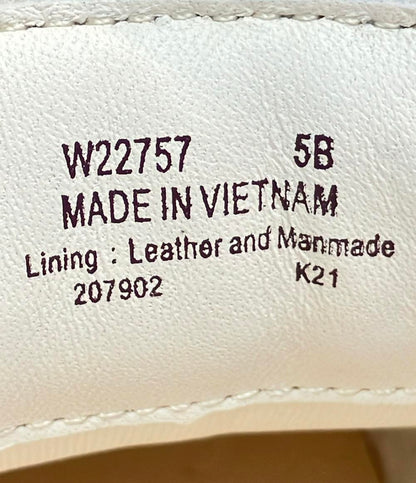 W22757 5B
MADE IN VIETNAM
Lining : Leather and Manmade
207902 K21